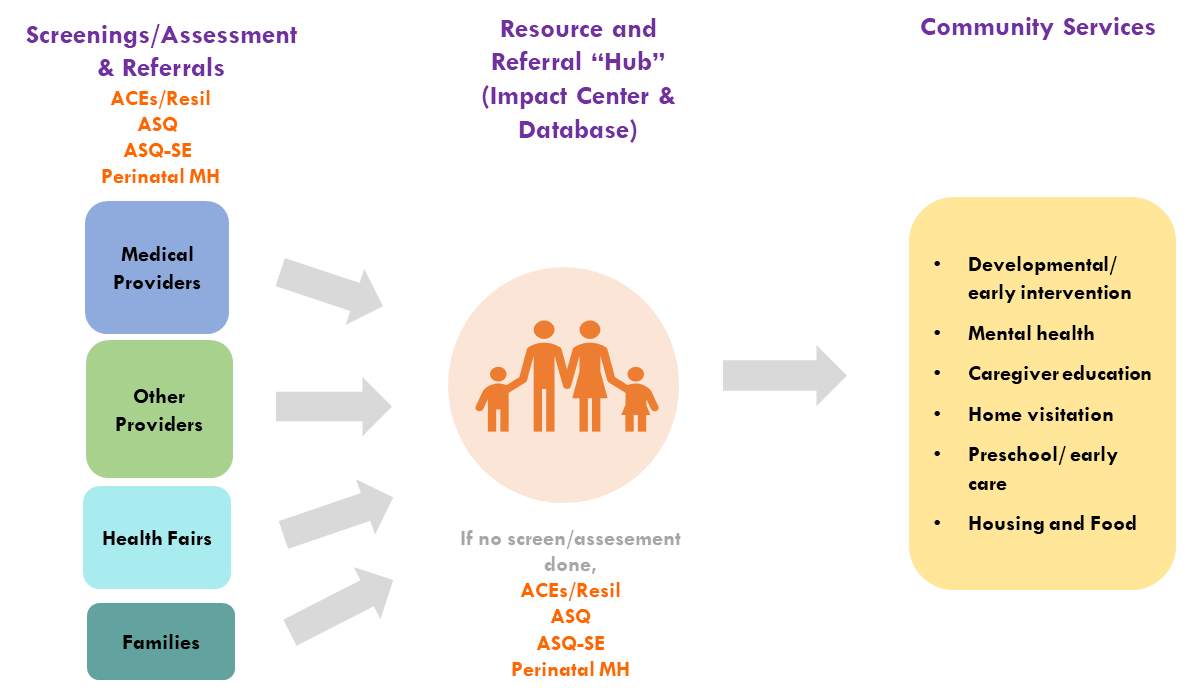 Screenings/Assessment
& Referrals
ACEs/Resil
ASQ
ASQ-SE
Perinatal MH
Medical
Providers
Other
Providers
Health Fairs
Families
Resource and
Referral “Hub”
(Impact Center &
Database)
If no screen/assesement
done,
ACEs/Resil
ASQ
ASQ-SE
Perinatal MH
Community Services
• Developmental/
early intervention
• Mental health
• Caregiver education
• Home visitation
• Preschool/ early
care
• Housing and Food